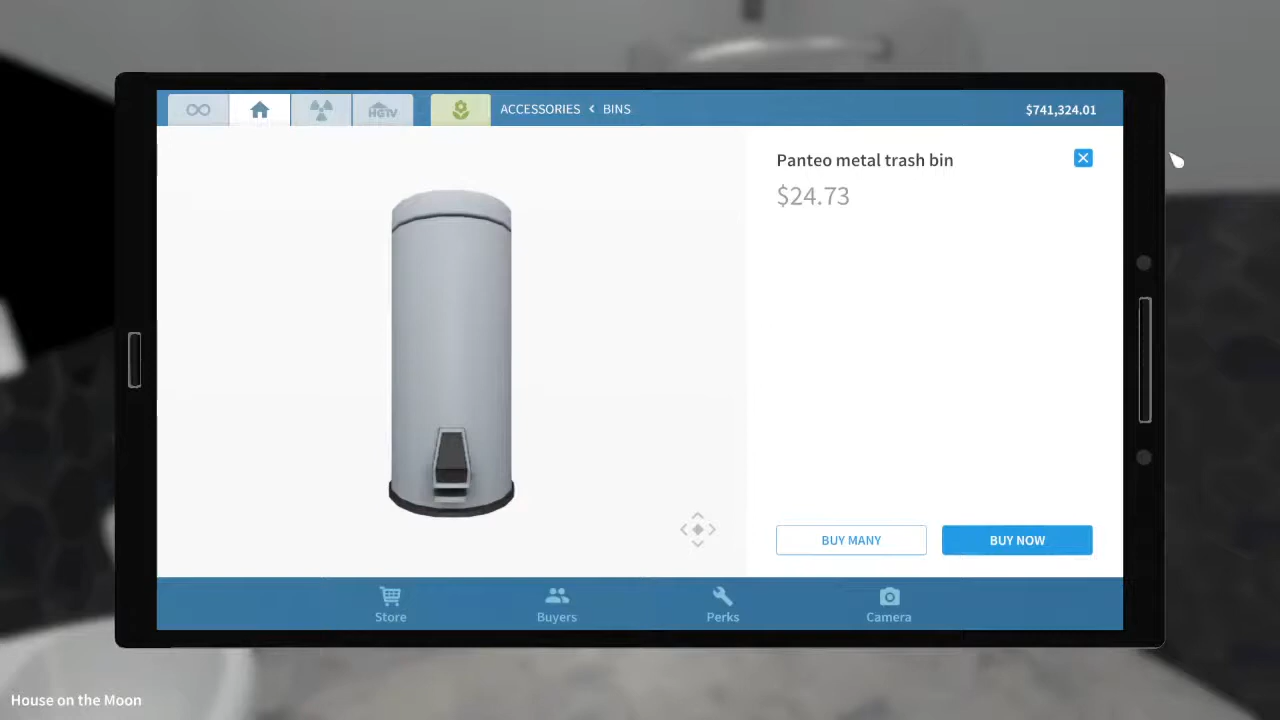 HGTV
ACCESSORIES < BINS
$741,324.01
Panteo metal trash bin
$24.73
BUY MANY
BUY NOW
Store
Buyers
Perks
Camera
House on the Moon